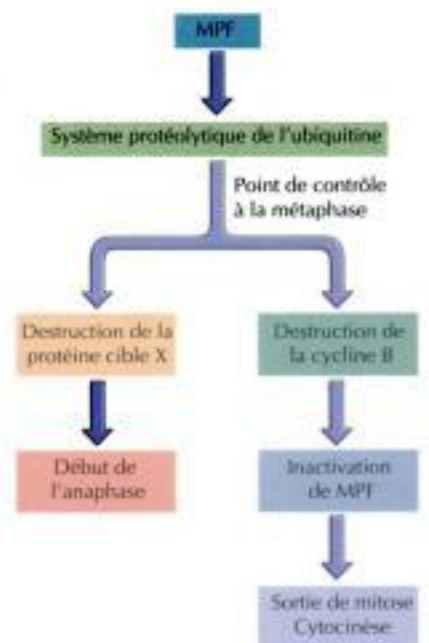 MPF
Système protéolytique de l'ubiquitine
Point de contrôle
à la métaphase
Destruction de la
protéine cible X
Destruction de
la cycline B
Début de
l'anaphase
Inactivation
de MPF
Sortie de mitose
Cytocinèse